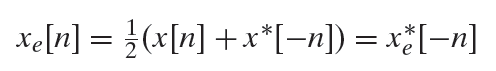 xₑ[n] = ½(x[n] + x*[−n]) = xₑ*[−n]